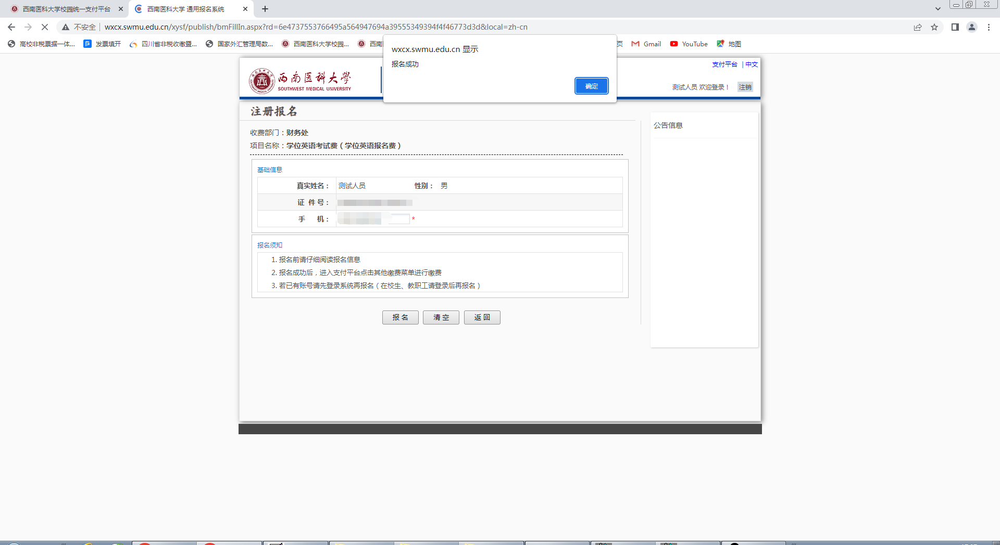 西南医科大学校园统一支付平台
西南医科大学 通用报名系统
不安全
wxcx.swmu.edu.cn/xysf/publish/bmFillIn.aspx?rd=6e4737553766495a564947694a39555349394f4f46773d3d&local=zh-cn
高校非税票据一体...
发票填开
四川省非税收缴暨...
国家外汇管理局数...
西南医科大学校园...
西南
页
Gmail
YouTube
地图
wxcx.swmu.edu.cn 显示
报名成功
确定
西南医科大學
SOUTHWEST MEDICAL UNIVERSITY
支付平台 | 中文
测试人员 欢迎登录！ 注销
注册报名
收费部门：财务处
项目名称：学位英语考试费（学位英语报名费）
基础信息
真实姓名： 测试人员 性别： 男
证 件 号：
手 机： *
报名须知
1. 报名前请仔细阅读报名信息
2. 报名成功后，进入支付平台点击其他缴费菜单进行缴费
3. 若已有账号请先登录系统再报名（在校生、教职工请登录后再报名）
报 名
清 空
返 回
公告信息